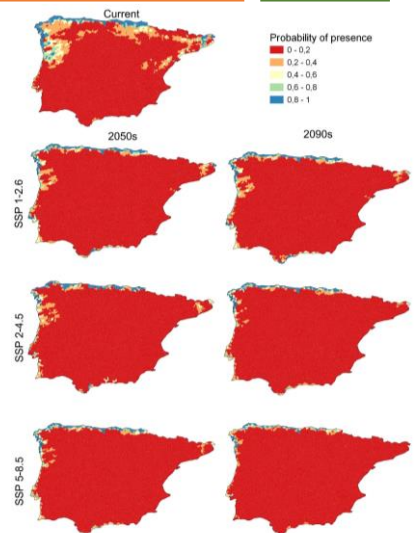 Current
Probability of presence
0 - 0,2
0,2 - 0,4
0,4 - 0,6
0,6 - 0,8
0,8 - 1
2050s
2090s
SSP 1-2.6
SSP 2-4.5
SSP 5-8.5